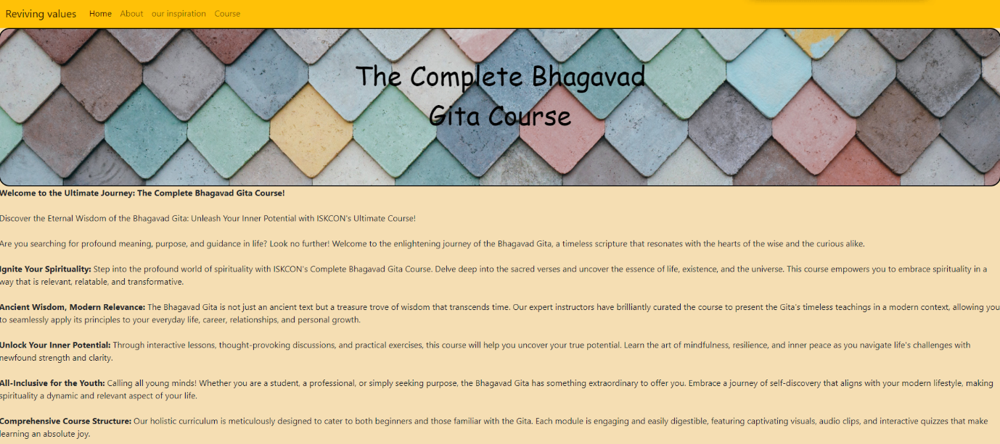 Reviving values Home About our inspiration Course
The Complete Bhagavad
Gita Course
Welcome to the Ultimate Journey: The Complete Bhagavad Gita Course!
Discover the Eternal Wisdom of the Bhagavad Gita: Unleash Your Inner Potential with ISKCON's Ultimate Course!
Are you searching for profound meaning, purpose, and guidance in life? Look no further! Welcome to the enlightening journey of the Bhagavad Gita, a timeless scripture that resonates with the hearts of the wise and the curious alike.
Ignite Your Spirituality: Step into the profound world of spirituality with ISKCON's Complete Bhagavad Gita Course. Delve deep into the sacred verses and uncover the essence of life, existence, and the universe. This course empowers you to embrace spirituality in a
way that is relevant, relatable, and transformative.
Ancient Wisdom, Modern Relevance: The Bhagavad Gita is not just an ancient text but a treasure trove of wisdom that transcends time. Our expert instructors have brilliantly curated the course to present the Gita's timeless teachings in a modern context, allowing you
to seamlessly apply its principles to your everyday life, career, relationships, and personal growth.
Unlock Your Inner Potential: Through interactive lessons, thought-provoking discussions, and practical exercises, this course will help you uncover your true potential. Learn the art of mindfulness, resilience, and inner peace as you navigate life's challenges with
newfound strength and clarity.
All-Inclusive for the Youth: Calling all young minds! Whether you are a student, a professional, or simply seeking purpose, the Bhagavad Gita has something extraordinary to offer you. Embrace a journey of self-discovery that aligns with your modern lifestyle, making
spirituality a dynamic and relevant aspect of your life.
Comprehensive Course Structure: Our holistic curriculum is meticulously designed to cater to both beginners and those familiar with the Gita. Each module is engaging and easily digestible, featuring captivating visuals, audio clips, and interactive quizzes that make
learning an absolute joy.